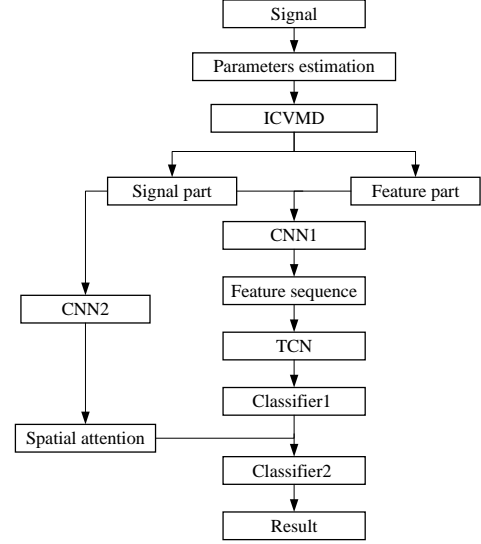 Signal
Parameters estimation
ICVMD
Signal part
Feature part
CNN1
Feature sequence
CNN2
TCN
Classifier1
Spatial attention
Classifier2
Result